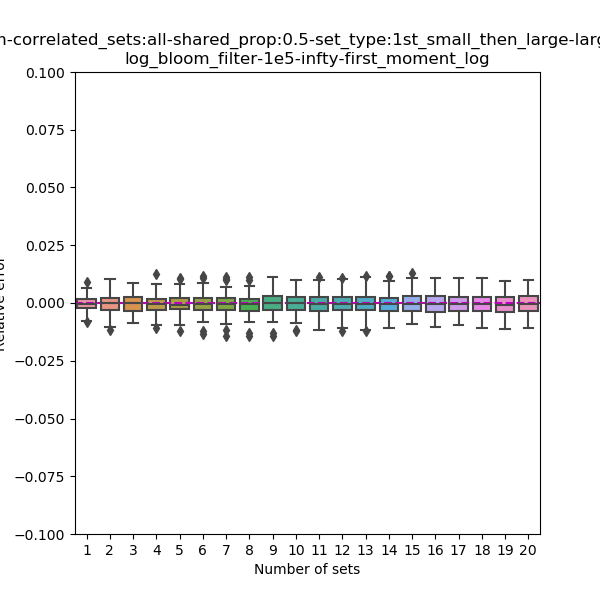 -correlated_sets:all-shared_prop:0.5-set_type:1st_small_then_large-larg
log_bloom_filter-1e5-infty-first_moment_log
0.100
0.075
0.050
0.025
0.000
−0.025
−0.050
−0.075
−0.100
Relative error
1 2 3 4 5 6 7 8 9 10 11 12 13 14 15 16 17 18 19 20
Number of sets